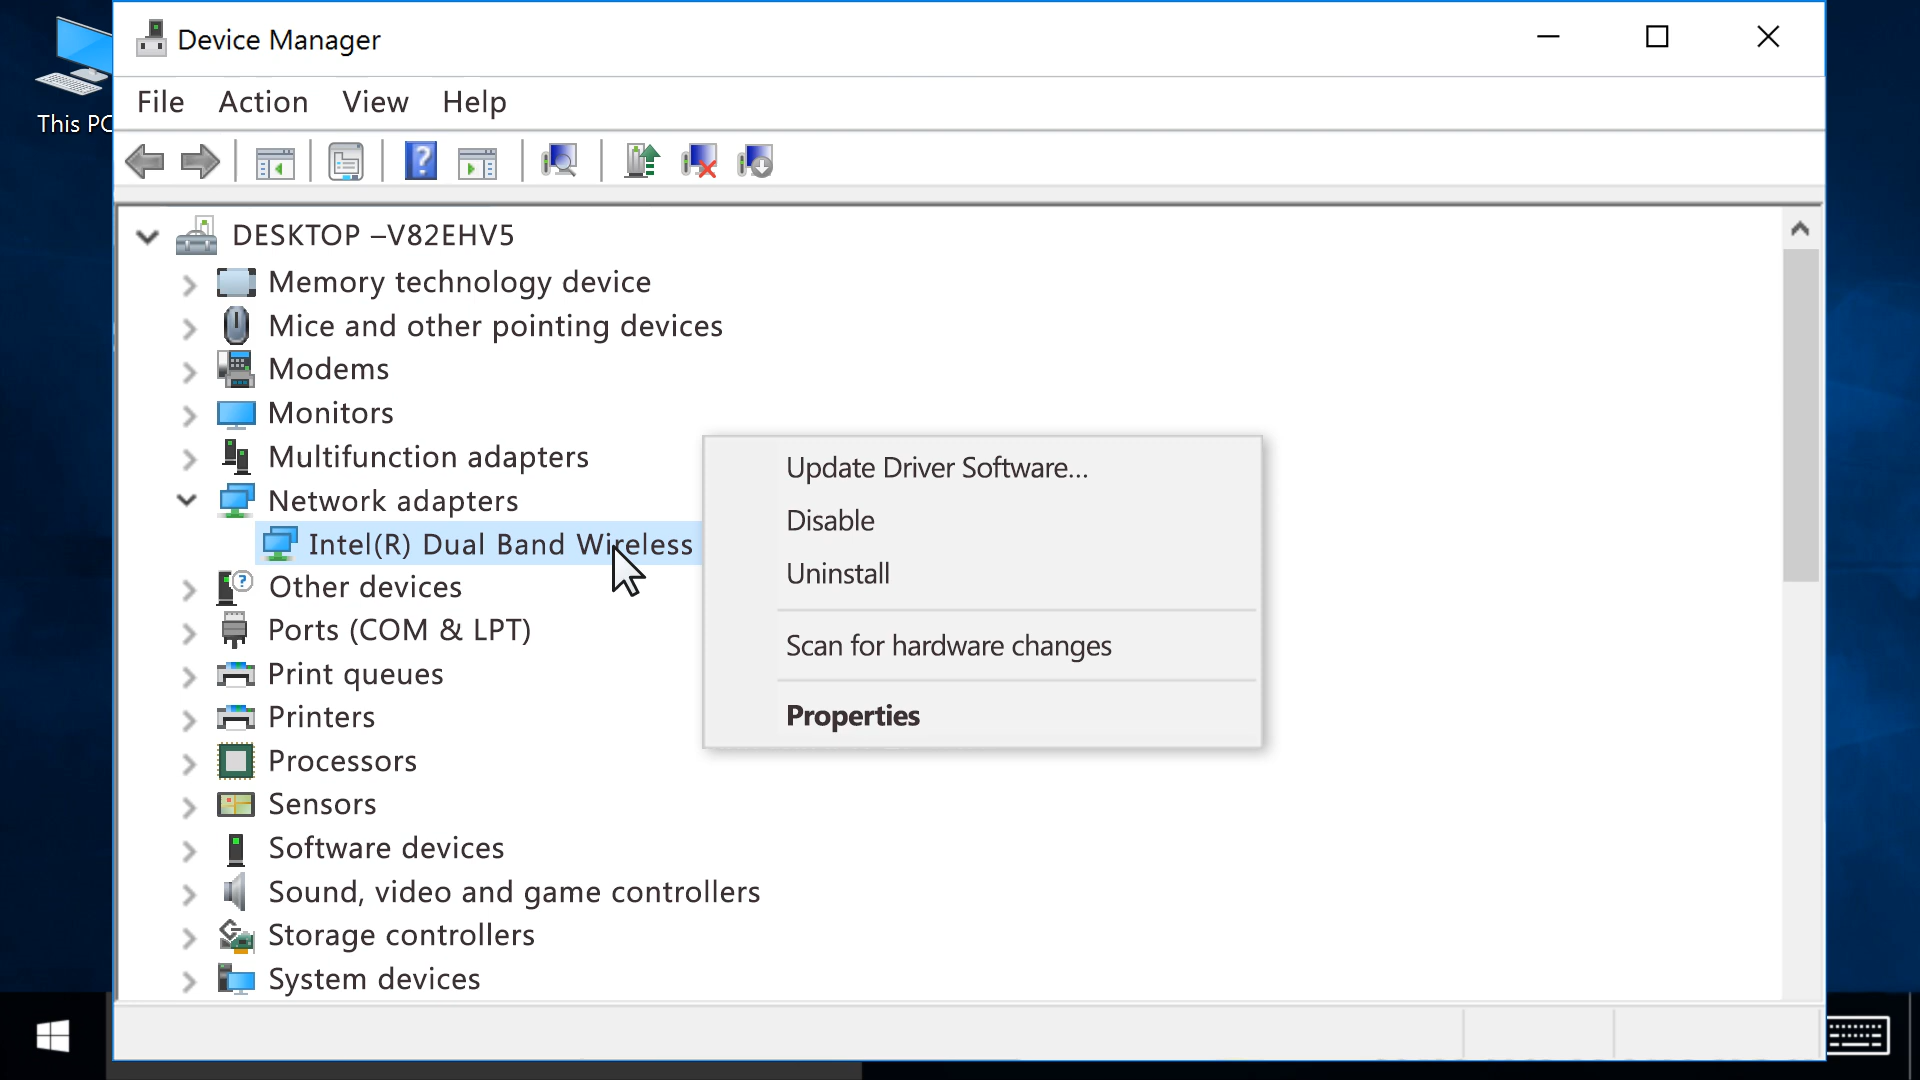 Device Manager
This PC
File Action View Help
DESKTOP –V82EHV5
Memory technology device
Mice and other pointing devices
Modems
Monitors
Multifunction adapters
Network adapters
Intel(R) Dual Band Wireless
Other devices
Ports (COM & LPT)
Print queues
Printers
Processors
Sensors
Software devices
Sound, video and game controllers
Storage controllers
System devices
Update Driver Software...
Disable
Uninstall
Scan for hardware changes
Properties